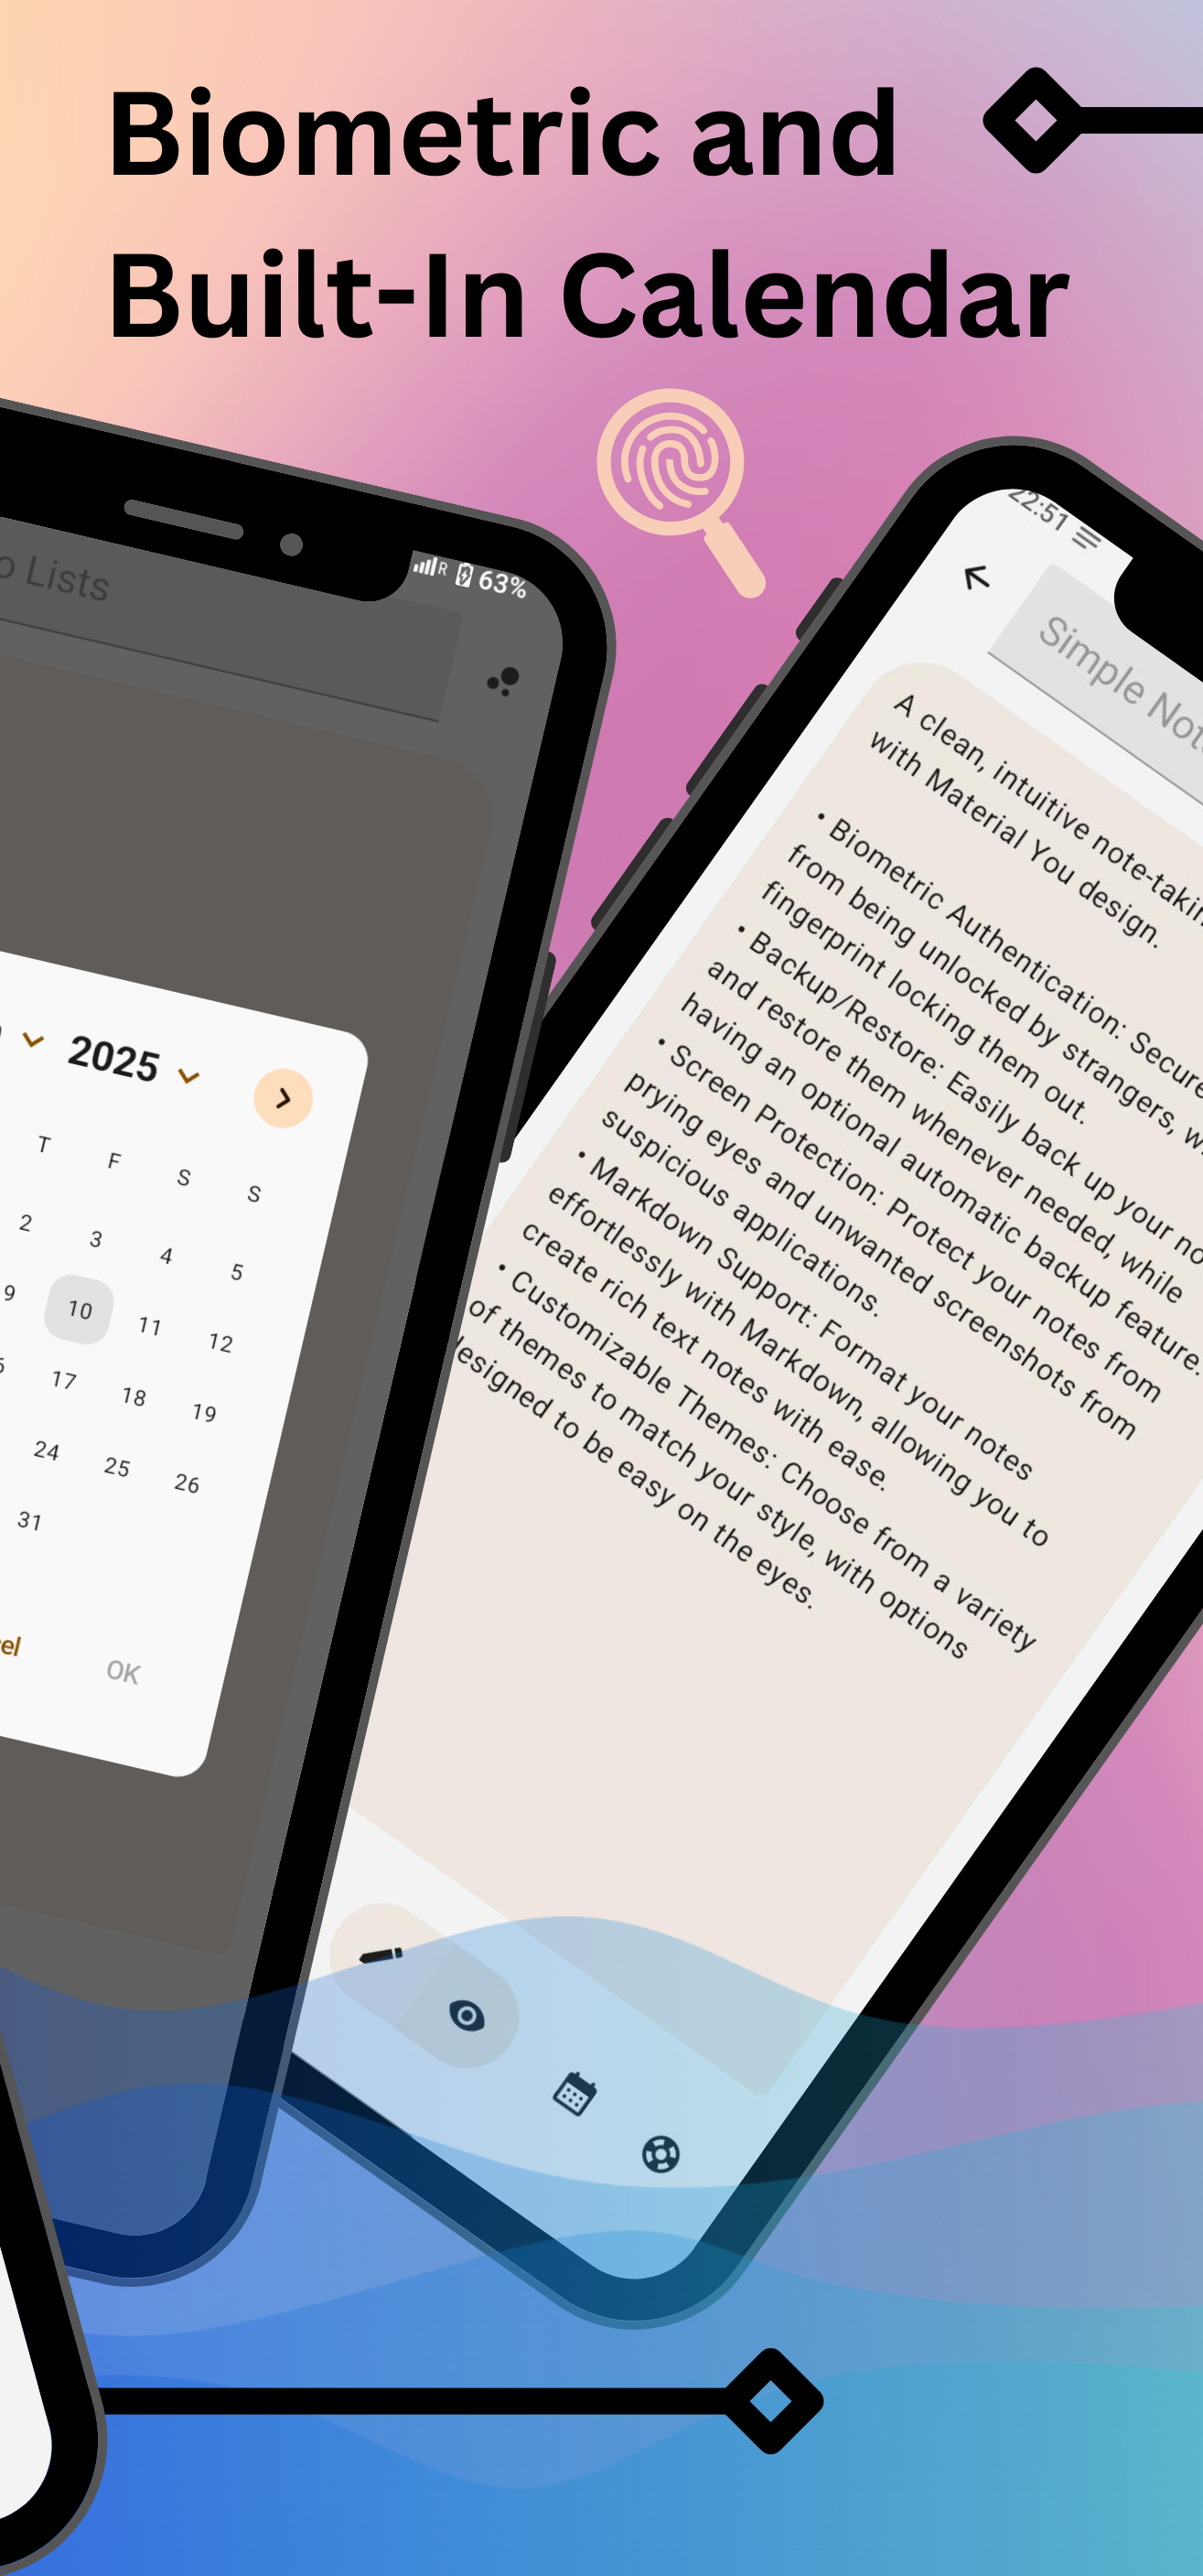 Biometric and
Built-In Calendar
Lists
R 63%
2025
T F S S
2 3 4 5
9 10 11 12
17 18 19
24 25 26
31
OK
22:51
Simple
A clean, intuitive
with Material You design.
• Biometric Authentication: Secure
from being unlocked by strangers,
fingerprint locking them out.
• Backup/Restore: Easily back up your
and restore them whenever needed, while
having an optional automatic backup feature.
• Screen Protection: Protect your notes from
prying eyes and unwanted screenshots from
suspicious applications.
• Markdown Support: Format your notes
effortlessly with Markdown, allowing you to
create rich text notes with ease.
• Customizable Themes: Choose from a variety
of themes to match your style, with options
designed to be easy on the eyes.